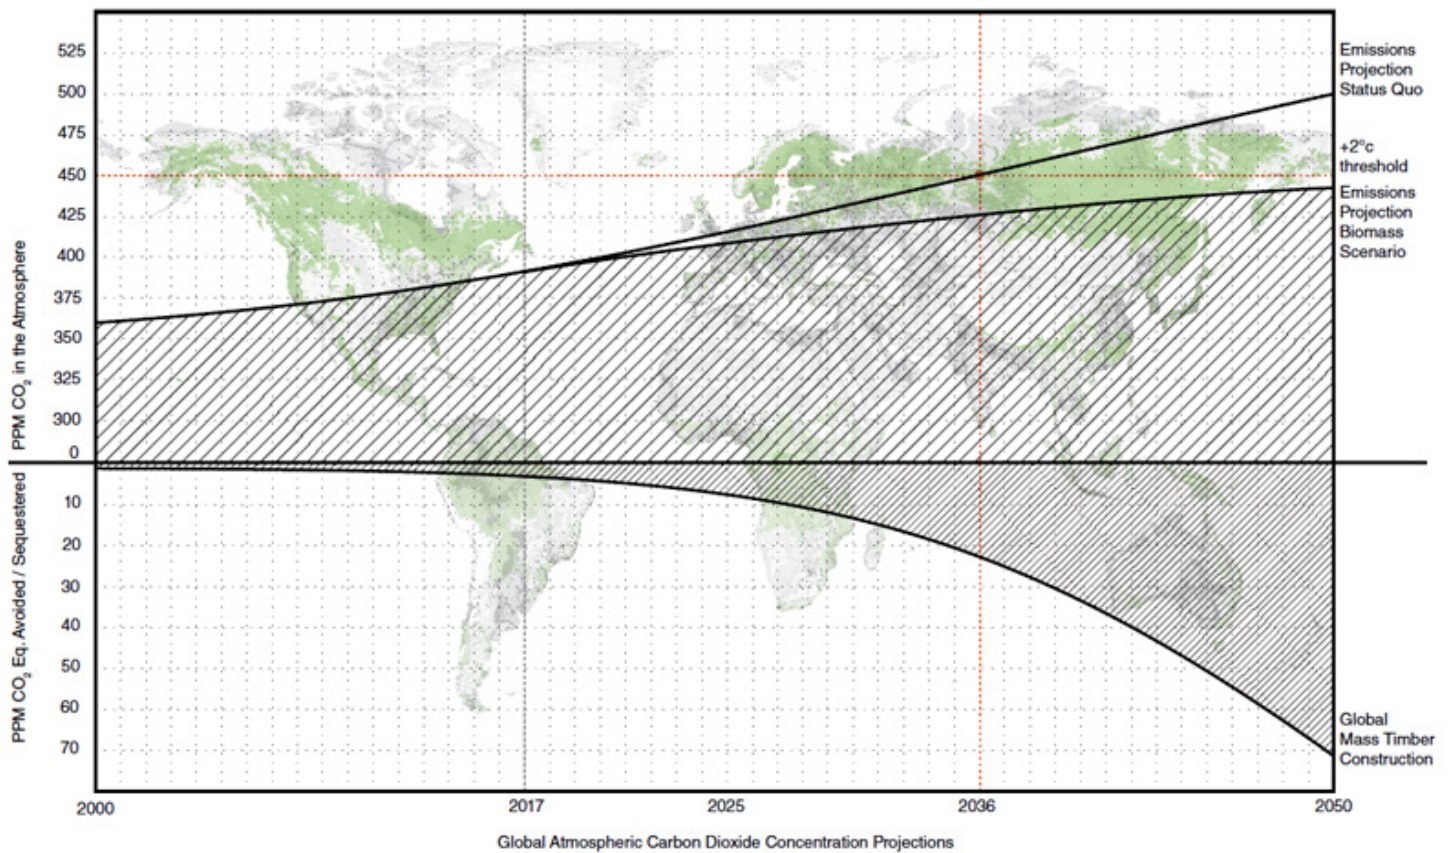 525
500
475
450
425
400
375
350
325
300
0
10
20
30
40
50
60
70
PPM CO₂ in the Atmosphere
PPM CO₂ Eq. Avoided / Sequestered
Emissions
Projection
Status Quo
+2°c
threshold
Emissions
Projection
Biomass
Scenario
Global
Mass Timber
Construction
2000
2017
2025
2036
2050
Global Atmospheric Carbon Dioxide Concentration Projections